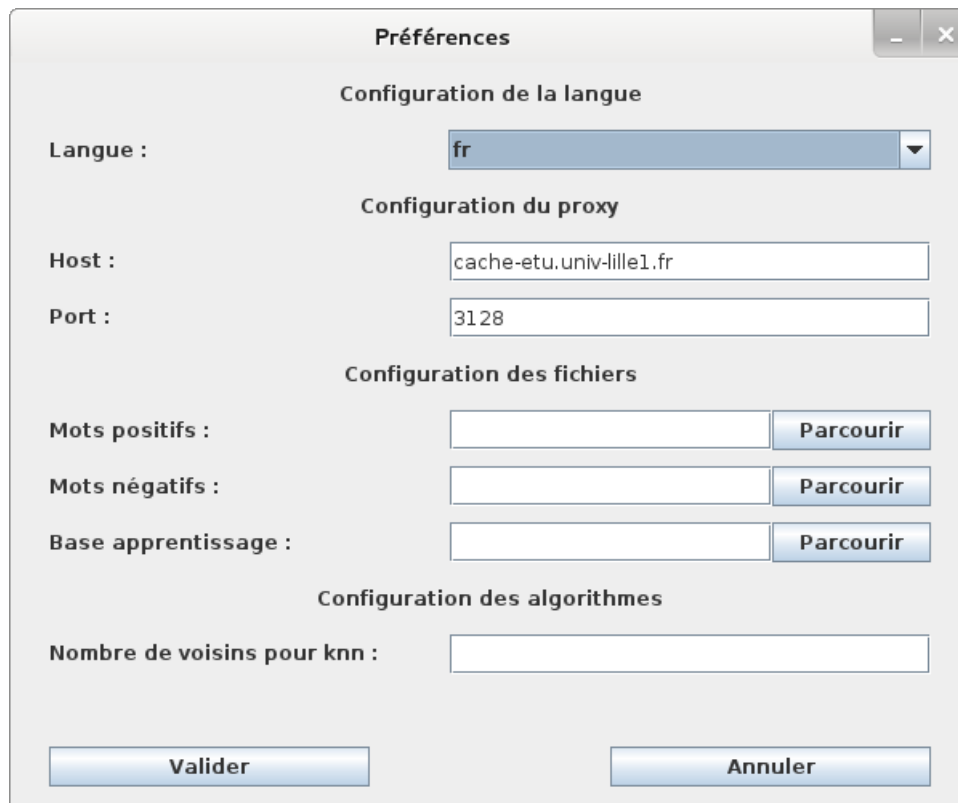 Préférences
Configuration de la langue
Langue : fr
Configuration du proxy
Host : cache-etu.univ-lille1.fr
Port : 3128
Configuration des fichiers
Mots positifs : Parcourir
Mots négatifs : Parcourir
Base apprentissage : Parcourir
Configuration des algorithmes
Nombre de voisins pour knn :
Valider Annuler